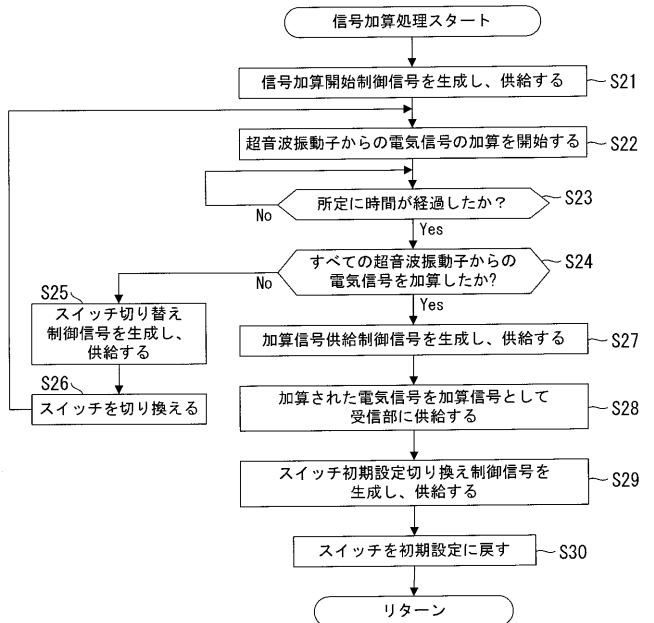 信号加算処理スタート
信号加算開始制御信号を生成し、供給する
S21
超音波振動子からの電気信号の加算を開始する
S22
所定に時間が経過したか？
S23
No
Yes
すべての超音波振動子からの
電気信号を加算したか?
S24
No
Yes
S25
スイッチ切り替え
制御信号を生成し、
供給する
S26
スイッチを切り換える
加算信号供給制御信号を生成し、供給する
S27
加算された電気信号を加算信号として
受信部に供給する
S28
スイッチ初期設定切り換え制御信号を
生成し、供給する
S29
スイッチを初期設定に戻す
S30
リターン